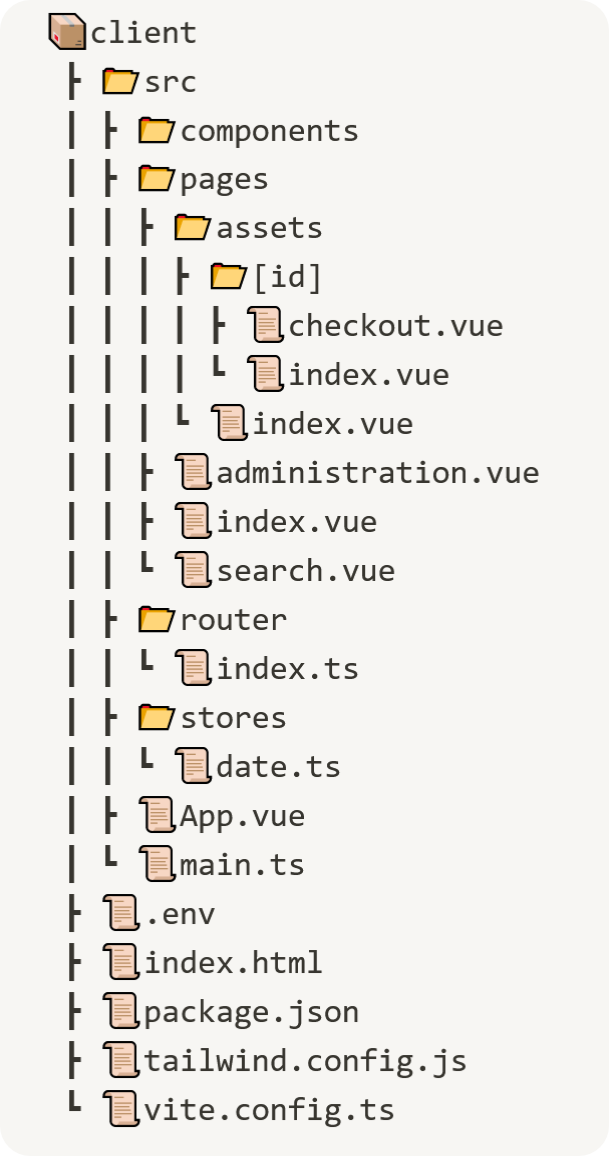 client
src
components
pages
assets
[id]
checkout.vue
index.vue
index.vue
administration.vue
index.vue
search.vue
router
index.ts
stores
date.ts
App.vue
main.ts
.env
index.html
package.json
tailwind.config.js
vite.config.ts